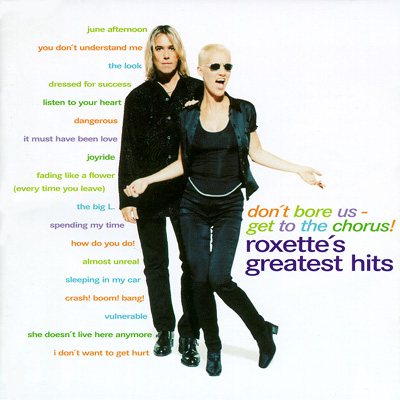 june afternoon
you don´t understand me
the look
dressed for success
listen to your heart
dangerous
it must have been love
joyride
fading like a flower
(every time you leave)
the big L.
spending my time
how do you do!
almost unreal
sleeping in my car
crash! boom! bang!
vulnerable
she doesn´t live here anymore
i don´t want to get hurt
don´t bore us -
get to the chorus!
roxette´s
greatest hits